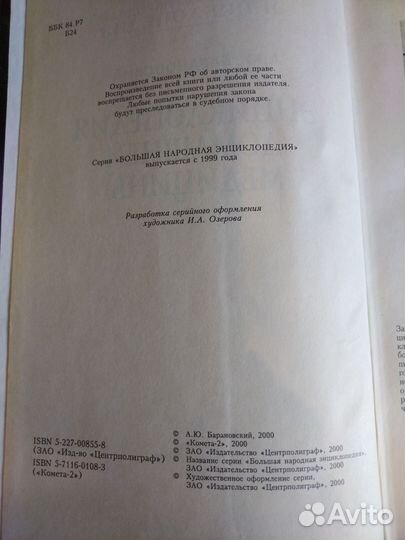 ББК 84.Р7
Б24
Охраняется Законом РФ об авторском праве.
Воспроизведение всей книги или любой ее части
воспрещается без письменного разрешения издателя.
Любые попытки нарушения закона
будут преследоваться в судебном порядке.
Серия «БОЛЬШАЯ НАРОДНАЯ ЭНЦИКЛОПЕДИЯ»
выпускается с 1999 года
Разработка серийного оформления
художника И.А. Озерова
ISBN 5-227-00855-8
(ЗАО «Изд-во «Центрполиграф»)
ISBN 5-7116-0108-3
(«Комета-2»)
© А.Ю. Барановский, 2000
© «Комета-2», 2000
© ЗАО «Издательство «Центрполиграф», 2000
© Название серии «Большая народная энциклопедия».
ЗАО «Издательство «Центрполиграф», 2000
© Художественное оформление серии,
ЗАО «Издательство «Центрполиграф», 2000
Avito